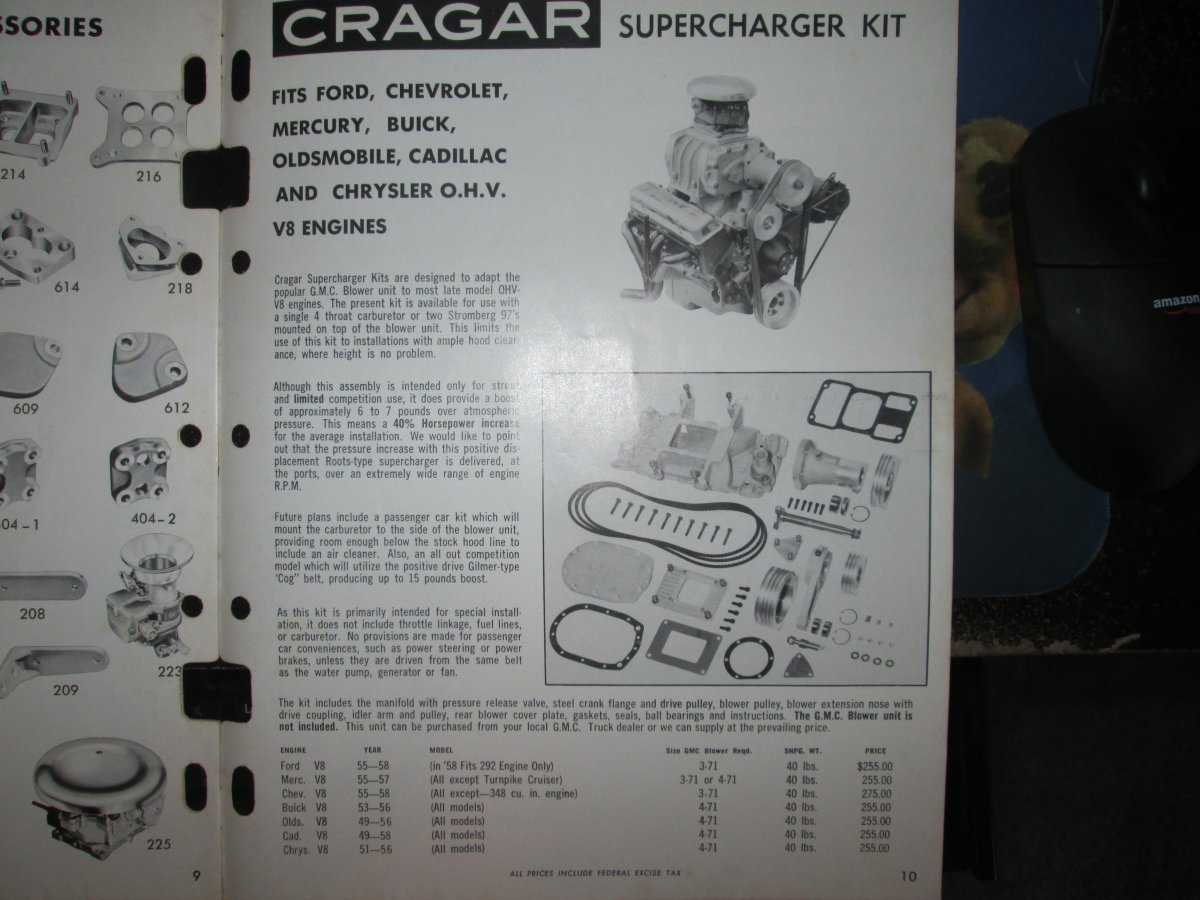 SSORIES
214
216
614
218
609
612
04-1
404-2
208
223
209
225
9
CRAGAR SUPERCHARGER KIT
FITS FORD, CHEVROLET,
MERCURY, BUICK,
OLDSMOBILE, CADILLAC
AND CHRYSLER O.H.V.
V8 ENGINES
Cragar Supercharger Kits are designed to adapt the
popular G.M.C. Blower unit to most late model OHV-
V8 engines. The present kit is available for use with
a single 4 throat carburetor or two Stromberg 97's
mounted on top of the blower unit. This limits the
use of this kit to installations with ample hood clear-
ance, where height is no problem.
Although this assembly is intended only for street
and limited competition use, it does provide a boost
of approximately 6 to 7 pounds over atmospheric
pressure. This means a 40% Horsepower increase
for the average installation. We would like to point
out that the pressure increase with this positive dis-
placement Roots-type supercharger is delivered, at
the ports, over an extremely wide range of engine
R.P.M.
Future plans include a passenger car kit which will
mount the carburetor to the side of the blower unit,
providing room enough below the stock hood line to
include an air cleaner. Also, an all out competition
model which will utilize the positive drive Gilmer-type
'Cog" belt, producing up to 15 pounds boost.
As this kit is primarily intended for special install-
ation, it does not include throttle linkage, fuel lines,
or carburetor. No provisions are made for passenger
car conveniences, such as power steering or power
brakes, unless they are driven from the same belt
as the water pump, generator or fan.
The kit includes the manifold with pressure release valve, steel crank flange and drive pulley, blower pulley, blower extension nose with
drive coupling, idler arm and pulley, rear blower cover plate, gaskets, seals, ball bearings and instructions. The G.M.C. Blower unit is
not included. This unit can be purchased from your local G.M.C. Truck dealer or we can supply at the prevailing price.
ENGINE YEAR MODEL Size GMC Blower Reqd. SHPG. WT. PRICE
Ford V8 55—58 (in '58 Fits 292 Engine Only) 3-71 40 lbs. $255.00
Merc. V8 55—57 (All except Turnpike Cruiser) 3-71 or 4-71 40 lbs. 255.00
Chev. V8 55—58 (All except—348 cu. in. engine) 3-71 40 lbs. 275.00
Buick V8 53—56 (All models) 4-71 40 lbs. 255.00
Olds. V8 49—56 (All models) 4-71 40 lbs. 255.00
Cad. V8 49—58 (All models) 4-71 40 lbs. 255.00
Chrys. V8 51—56 (All models) 4-71 40 lbs. 255.00
ALL PRICES INCLUDE FEDERAL EXCISE TAX
10
amazon